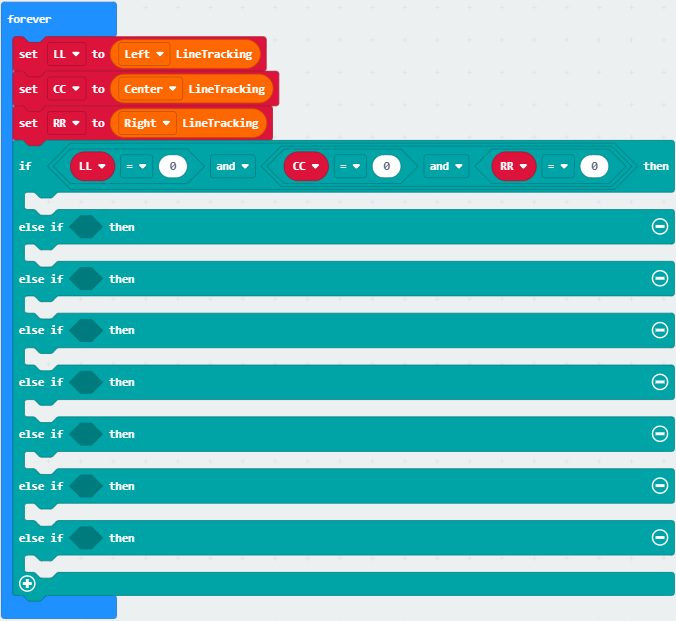 forever
set LL to Left LineTracking
set CC to Center LineTracking
set RR to Right LineTracking
if LL = 0 and CC = 0 and RR = 0 then
else if then
else if then
else if then
else if then
else if then
else if then
else if then